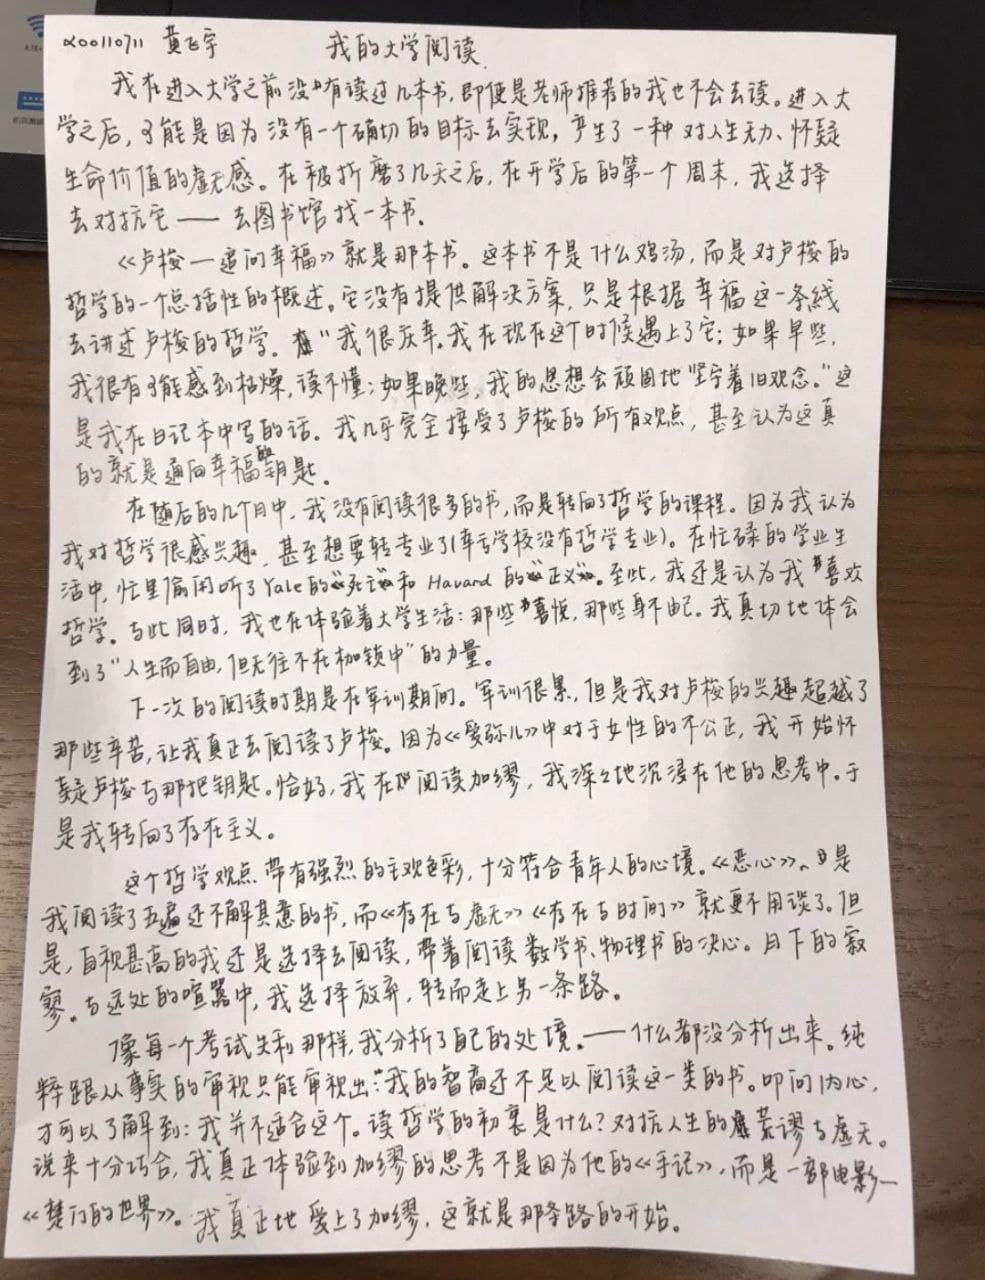 200110711 黄飞宇 我的大学阅读
我在进入大学之前没有读过几本书,即便是老师推荐的我也不会去读。进入大
学之后,可能是因为没有一个确切的目标去实现,产生了一种对人生无力、怀疑
生命价值的虚无感。在被折磨了几天之后,在开学后的第一个周末,我选择
去对抗它——去图书馆找一本书.
《卢梭—追问幸福》就是那本书。这本书不是什么鸡汤,而是对卢梭的
哲学的一个总括性的概述。它没有提供解决方案,只是根据幸福这一条线
去讲述卢梭的哲学. "我很庆幸,我在现在这个时候遇上了它;如果早些,
我很有可能感到枯燥,读不懂;如果晚些,我的思想会顽固地坚守着旧观念."这
是我在日记本中写的话。我几乎完全接受了卢梭的所有观点,甚至认为这真
的就是通向幸福的钥匙.
在随后的几个月中,我没有阅读很多的书,而是转向了哲学的课程。因为我认为
我对哲学很感兴趣,甚至想要转专业了(幸亏学校没有哲学专业)。在忙碌的学业生
活中,忙里偷闲听了Yale的《死亡》和Havard的《正义》.至此,我还是认为我喜欢
哲学。与此同时,我也在体验着大学生活:那些喜悦,那些身不由己.我真切地体会
到了"人生而自由,但无往不在枷锁中"的力量。
下一次的阅读时期是在军训期间。军训很累,但是我对卢梭的兴趣超越了
那些辛苦,让我真正去阅读了卢梭。因为《爱弥儿》中对于女性的不公正,我开始怀
疑卢梭与那把钥匙。恰好,我在阅读加缪,我深深地沉浸在他的思考中.于
是我转向了存在主义。
这个哲学观点带有强烈的主观色彩,十分符合青年人的心境。《恶心》、是
我阅读了五遍还不解其意的书,而《存在与虚无》《存在与时间》就更不用谈了.但
是,自视甚高的我还是选择去阅读,带着阅读数学书、物理书的决心。月下的寂
寥。与远处的喧嚣中,我选择放弃,转而走上另一条路。
像每一个考试失利那样,我分析了自己的处境.——什么都没分析出来。纯
粹跟从事实的审视只能审视出:我的智商还不足以阅读这一类的书。叩问内心,
才可以了解到:我并不适合这个。读哲学的初衷是什么?对抗人生的荒谬与虚无。
说来十分巧合,我真正体验到加缪的思考不是因为他的《手记》,而是一部电影—
《楚门的世界》。我真正地爱上了加缪,这就是那条路的开始。